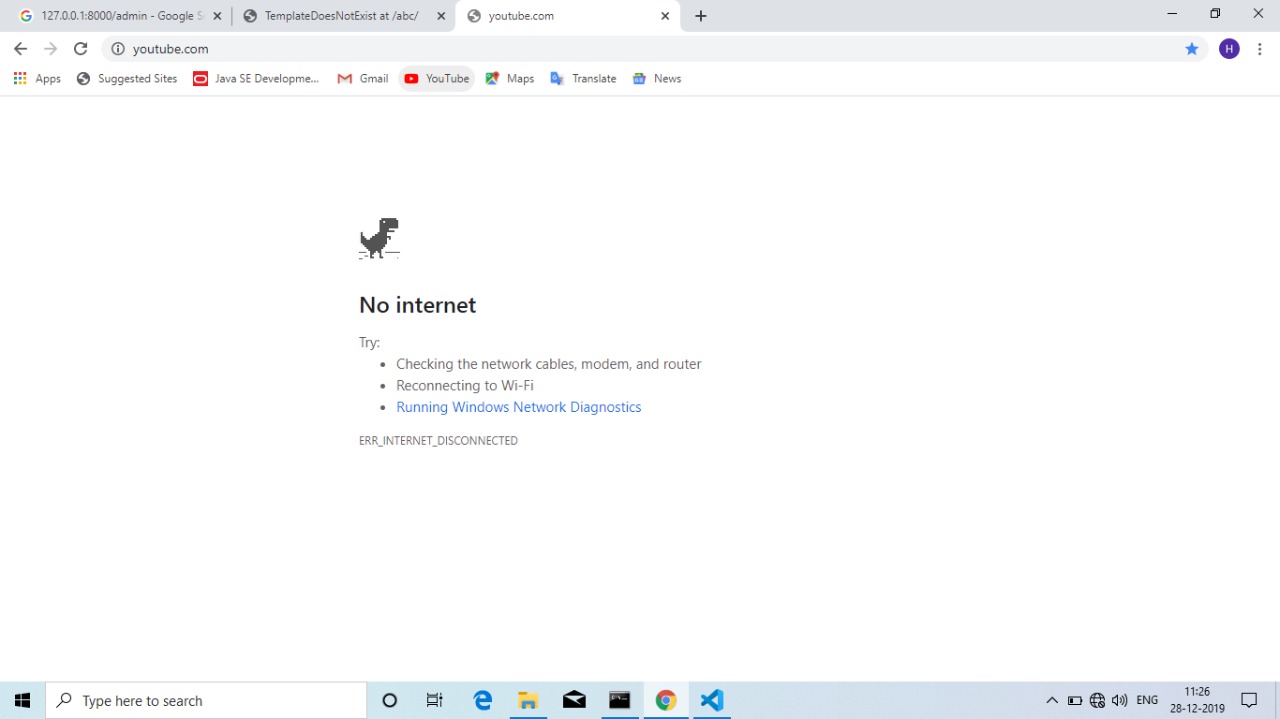 127.0.0.1:8000/admin - Google S
TemplateDoesNotExist at /abc/
youtube.com
youtube.com
H
Apps
Suggested Sites
Java SE Developme...
Gmail
YouTube
Maps
Translate
News
No internet
Try:
• Checking the network cables, modem, and router
• Reconnecting to Wi-Fi
• Running Windows Network Diagnostics
ERR_INTERNET_DISCONNECTED
Type here to search
ENG
11:26
28-12-2019